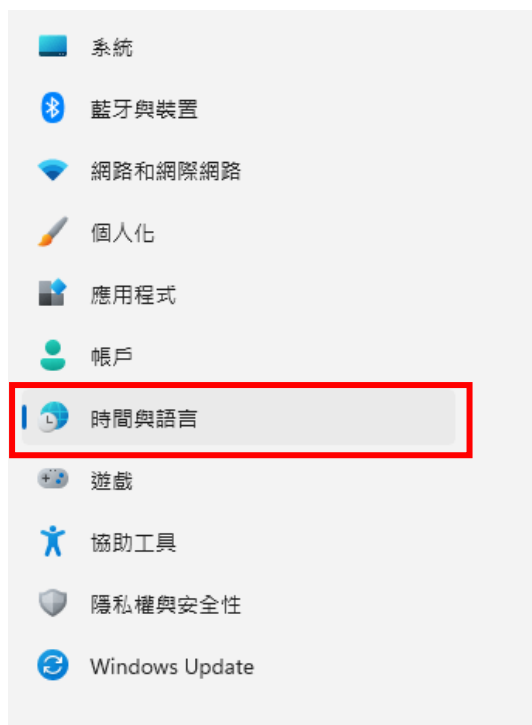 系統
藍牙與裝置
網路和網際網路
個人化
應用程式
帳戶
時間與語言
遊戲
協助工具
隱私權與安全性
Windows Update